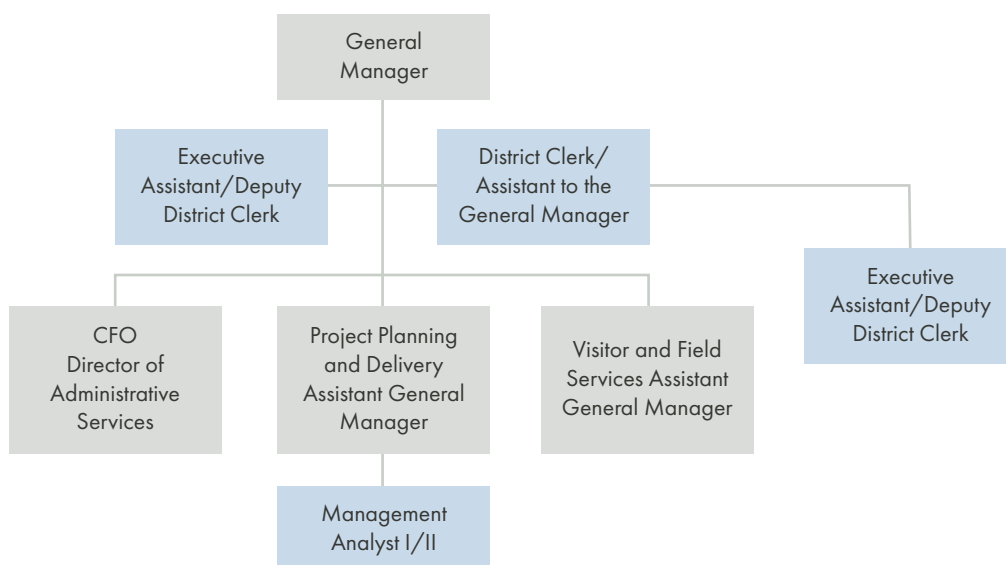 General
Manager
Executive
Assistant/Deputy
District Clerk
District Clerk/
Assistant to the
General Manager
Executive
Assistant/Deputy
District Clerk
CFO
Director of
Administrative
Services
Project Planning
and Delivery
Assistant General
Manager
Visitor and Field
Services Assistant
General Manager
Management
Analyst I/II